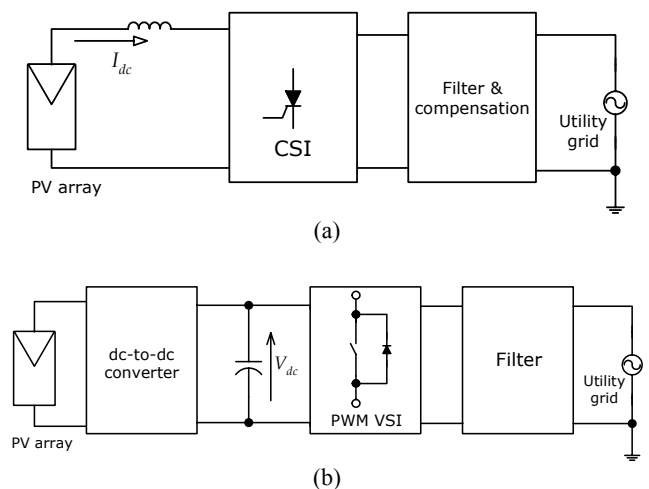 I_dc
CSI
PV array
Filter &
compensation
Utility
grid
(a)
dc-to-dc
converter
V_dc
PWM VSI
Filter
Utility
grid
PV array
(b)